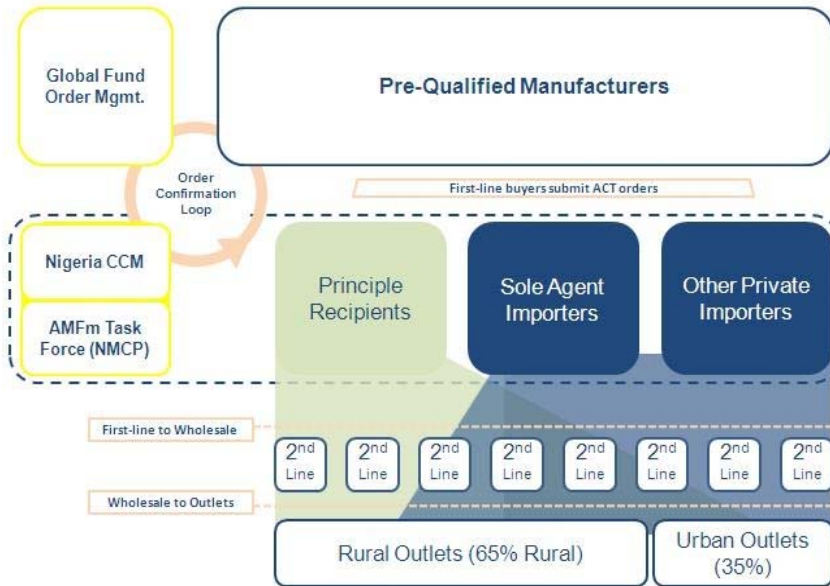 Global Fund
Order Mgmt.
Pre-Qualified Manufacturers
Order
Confirmation
Loop
First-line buyers submit ACT orders
Nigeria CCM
AMFm Task
Force (NMCP)
Principle
Recipients
Sole Agent
Importers
Other Private
Importers
First-line to Wholesale
2nd
Line
2nd
Line
2nd
Line
2nd
Line
2nd
Line
2nd
Line
2nd
Line
2nd
Line
Wholesale to Outlets
Rural Outlets (65% Rural)
Urban Outlets
(35%)